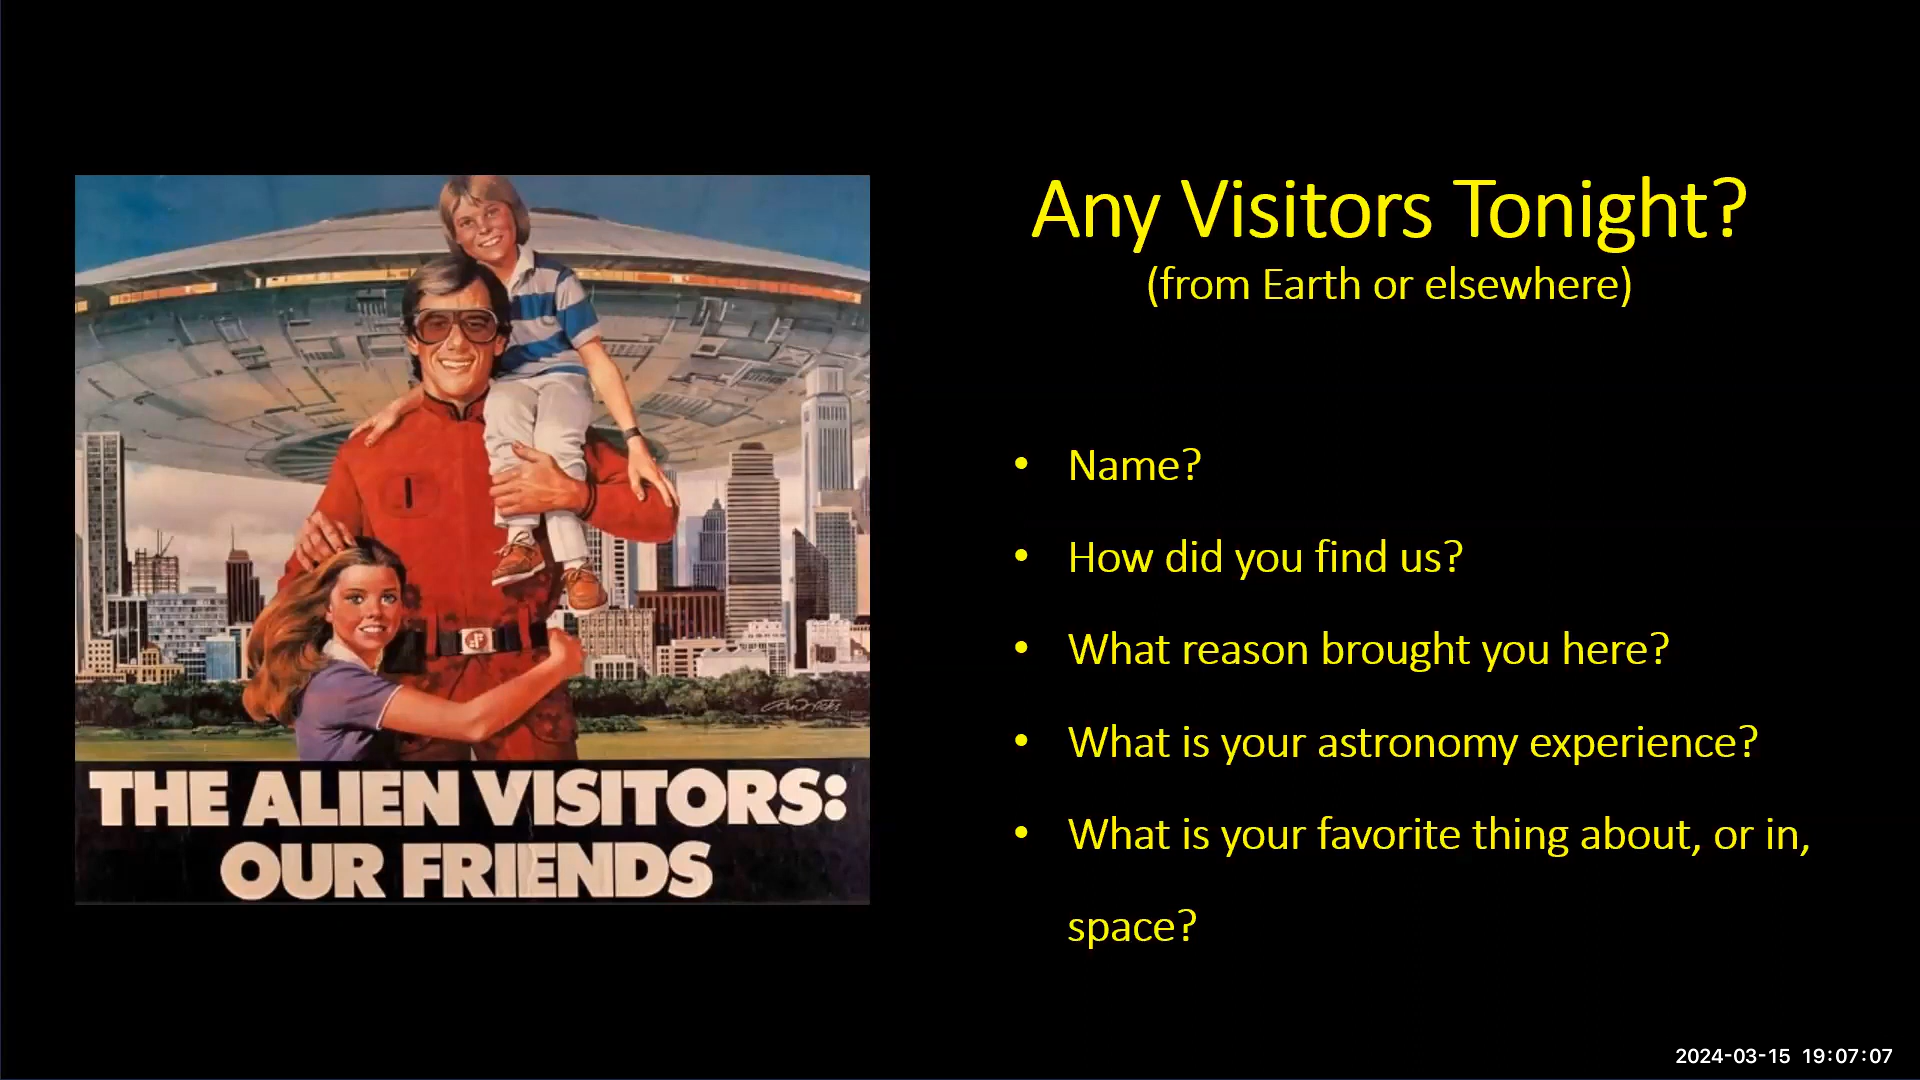 Any Visitors Tonight?
(from Earth or elsewhere)
• Name?
• How did you find us?
• What reason brought you here?
• What is your astronomy experience?
• What is your favorite thing about, or in,
space?
THE ALIEN VISITORS:
OUR FRIENDS
2024-03-15 19:07:07